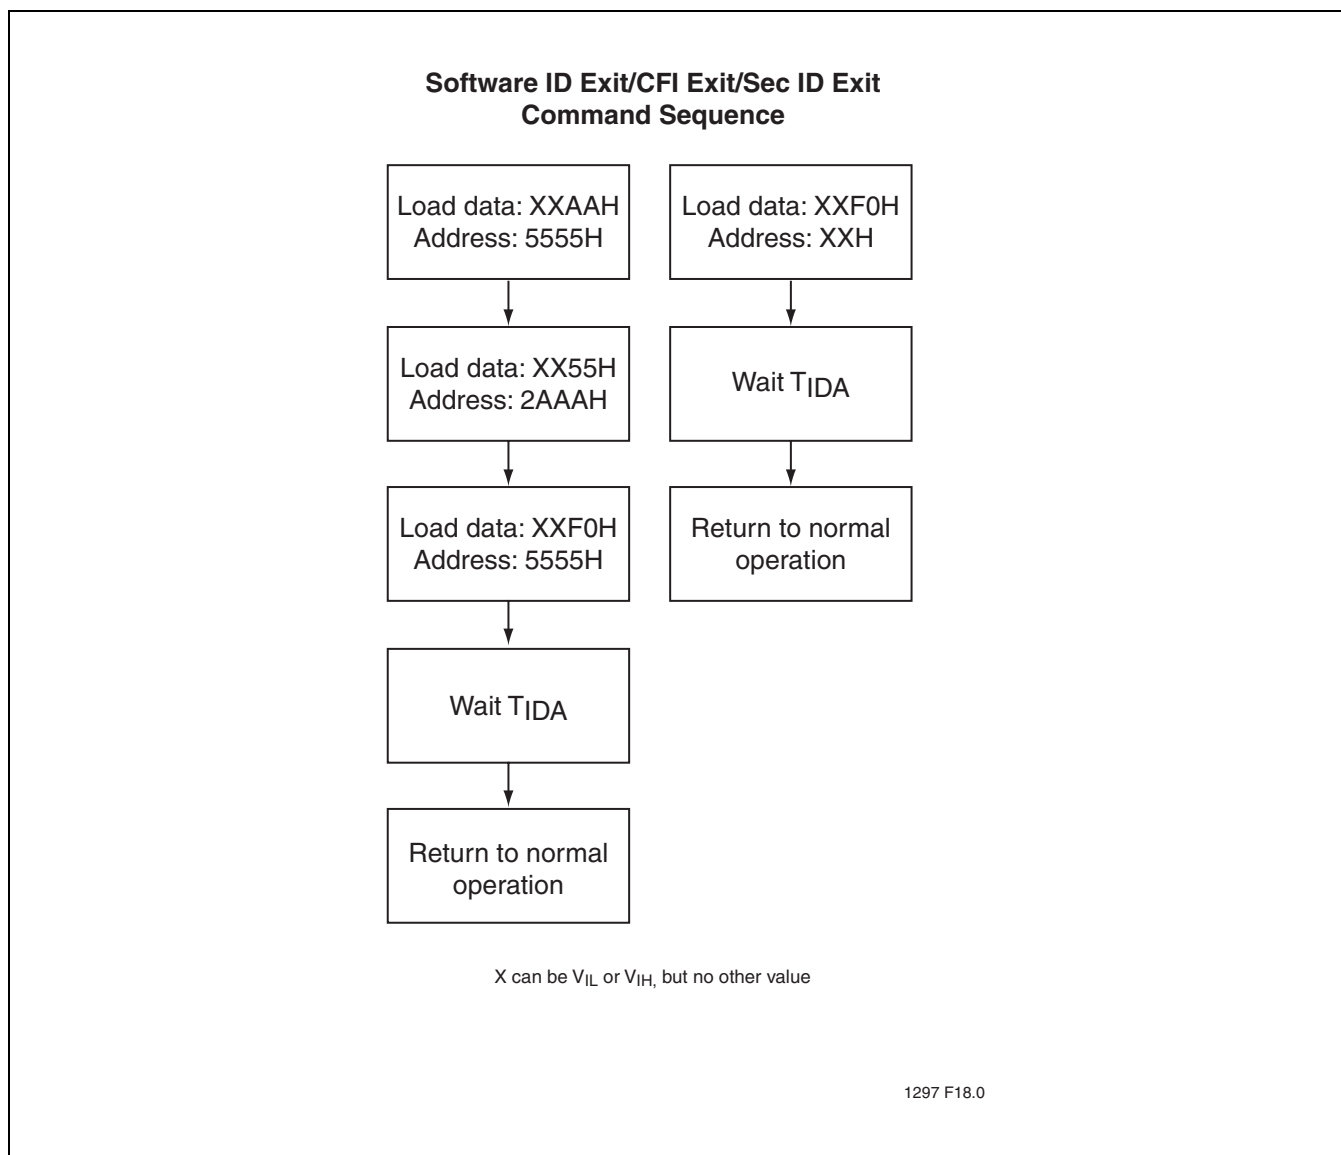 Software ID Exit/CFI Exit/Sec ID Exit
Command Sequence
Load data: XXAAH
Address: 5555H
Load data: XX55H
Address: 2AAAH
Load data: XXF0H
Address: 5555H
Wait TIDA
Return to normal
operation
Load data: XXF0H
Address: XXH
Wait TIDA
Return to normal
operation
X can be VIL or VIH, but no other value
1297 F18.0